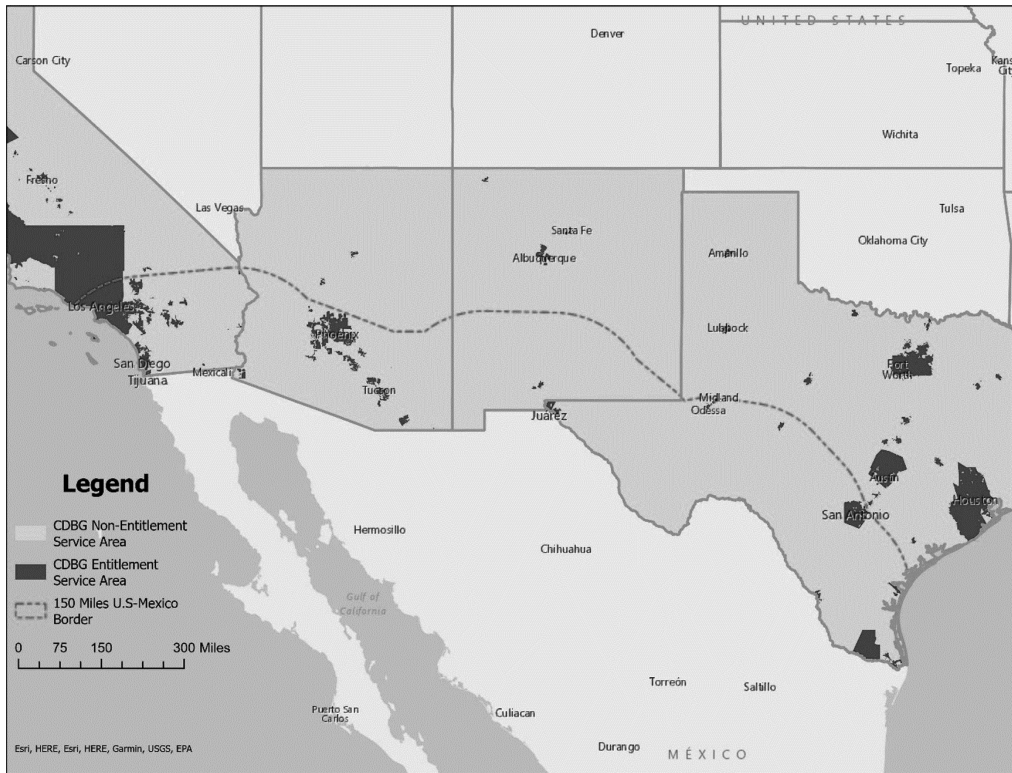 UNITED STATES
Denver
Carson City
Topeka
Kansas City
Wichita
Las Vegas
Fresno
Tulsa
Santa Fe
Oklahoma City
Albuquerque
Amarillo
Los Angeles
Lubbock
Phoenix
San Diego
Fort
Worth
Mexicali
Tijuana
Tucson
Midland
Odessa
Juárez
Austin
Houston
San Antonio
Legend
CDBG Non-Entitlement
Service Area
CDBG Entitlement
Service Area
150 Miles U.S-Mexico
Border
0 75 150 300 Miles
Hermosillo
Chihuahua
Gulf of
California
Torreón
Saltillo
Puerto San
Carlos
Culiacan
Durango
MÉXICO
Esri, HERE, Esri, HERE, Garmin, USGS, EPA